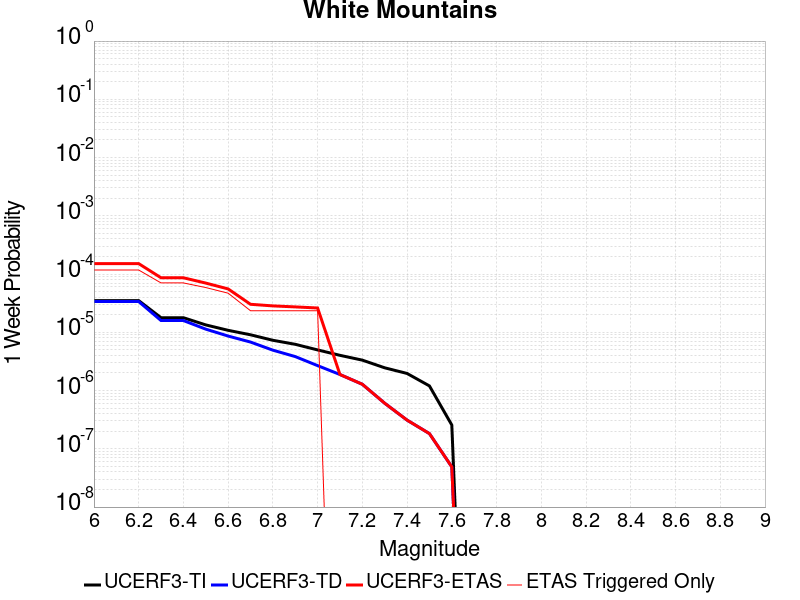 White Mountains
10^0
10^-1
10^-2
10^-3
10^-4
10^-5
10^-6
10^-7
10^-8
1 Week Probability
6 6.2 6.4 6.6 6.8 7 7.2 7.4 7.6 7.8 8 8.2 8.4 8.6 8.8 9
Magnitude
UCERF3-TI UCERF3-TD UCERF3-ETAS ETAS Triggered Only